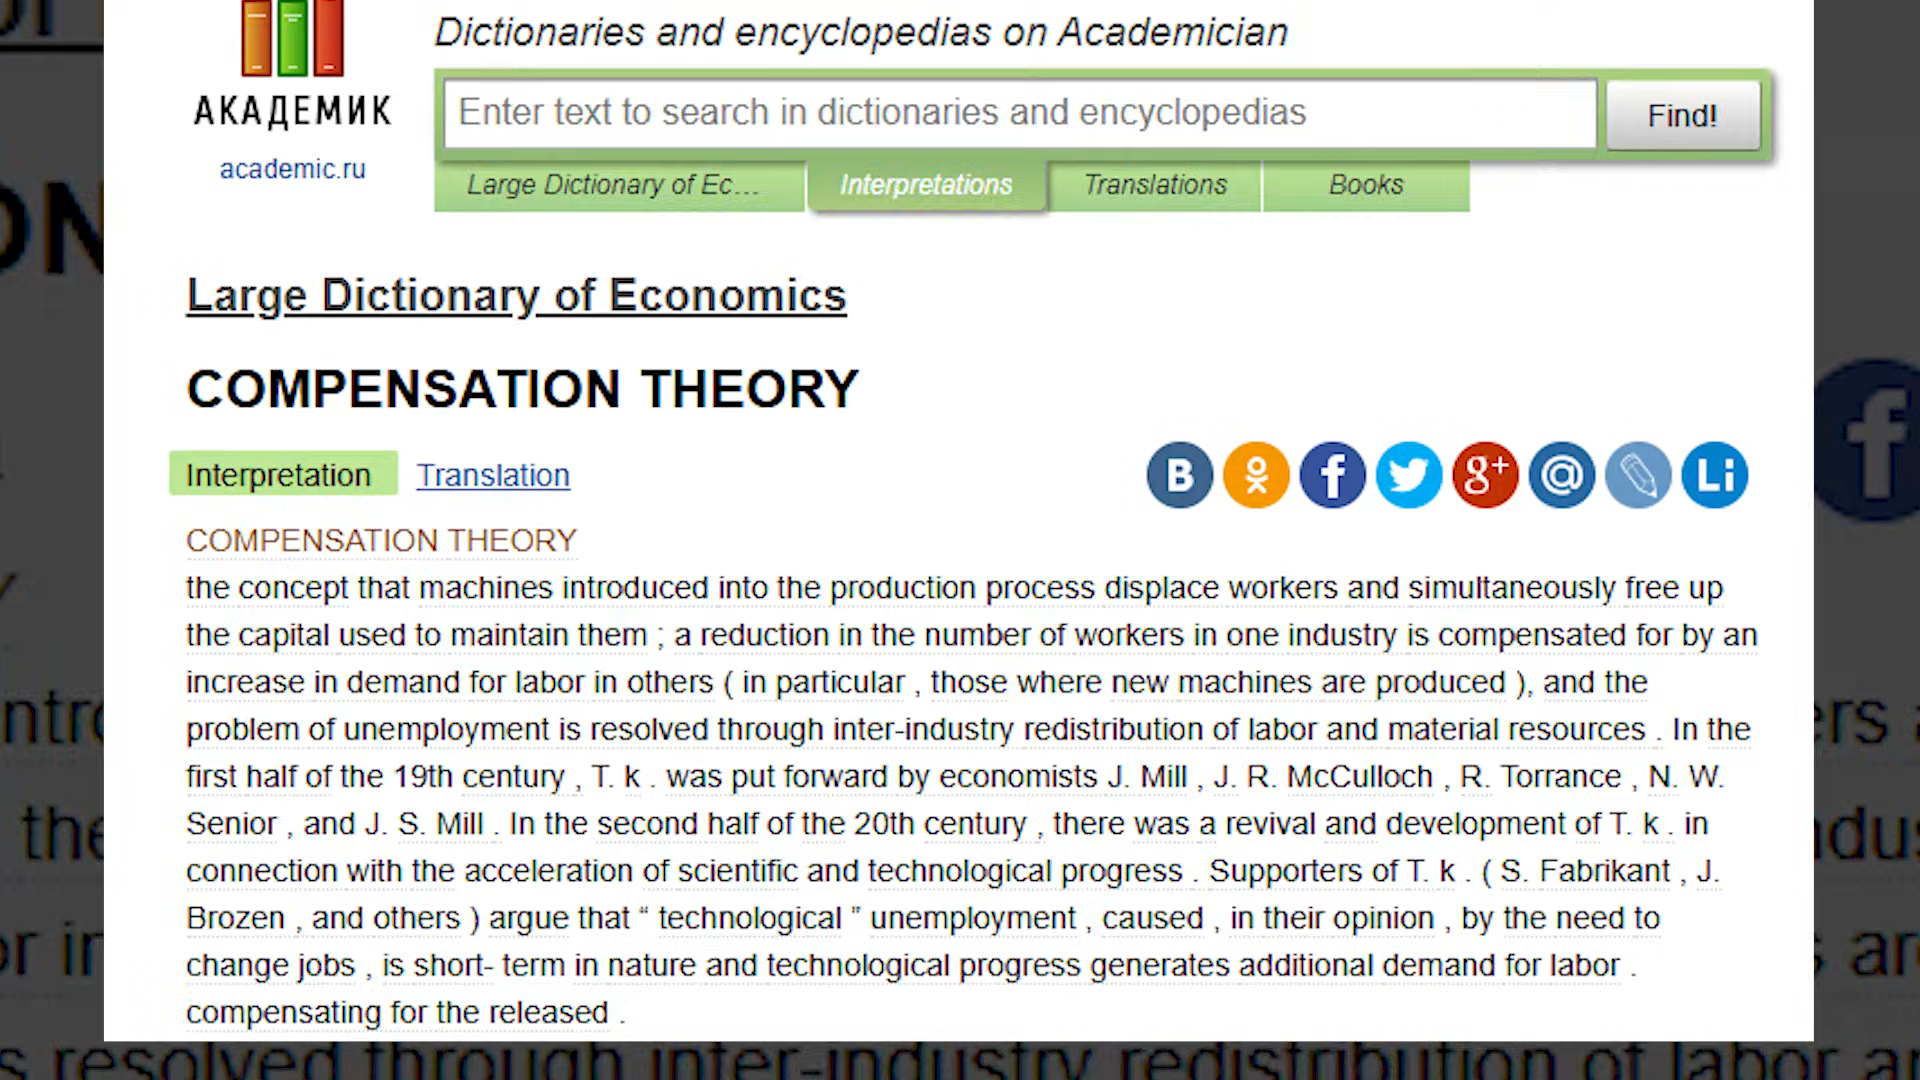 Dictionaries and encyclopedias on Academician
АКАДЕМИК
academic.ru
Enter text to search in dictionaries and encyclopedias
Find!
Large Dictionary of Ec...
Interpretations
Translations
Books
Large Dictionary of Economics
COMPENSATION THEORY
Interpretation
Translation
COMPENSATION THEORY
the concept that machines introduced into the production process displace workers and simultaneously free up
the capital used to maintain them ; a reduction in the number of workers in one industry is compensated for by an
increase in demand for labor in others ( in particular , those where new machines are produced ), and the
problem of unemployment is resolved through inter-industry redistribution of labor and material resources . In the
first half of the 19th century , T. k . was put forward by economists J. Mill , J. R. McCulloch , R. Torrance , N. W.
Senior , and J. S. Mill . In the second half of the 20th century , there was a revival and development of T. k . in
connection with the acceleration of scientific and technological progress . Supporters of T. k . ( S. Fabrikant , J.
Brozen , and others ) argue that “ technological ” unemployment , caused , in their opinion , by the need to
change jobs , is short- term in nature and technological progress generates additional demand for labor .
compensating for the released .
s resolved through inter-industry redistribution of labor ar